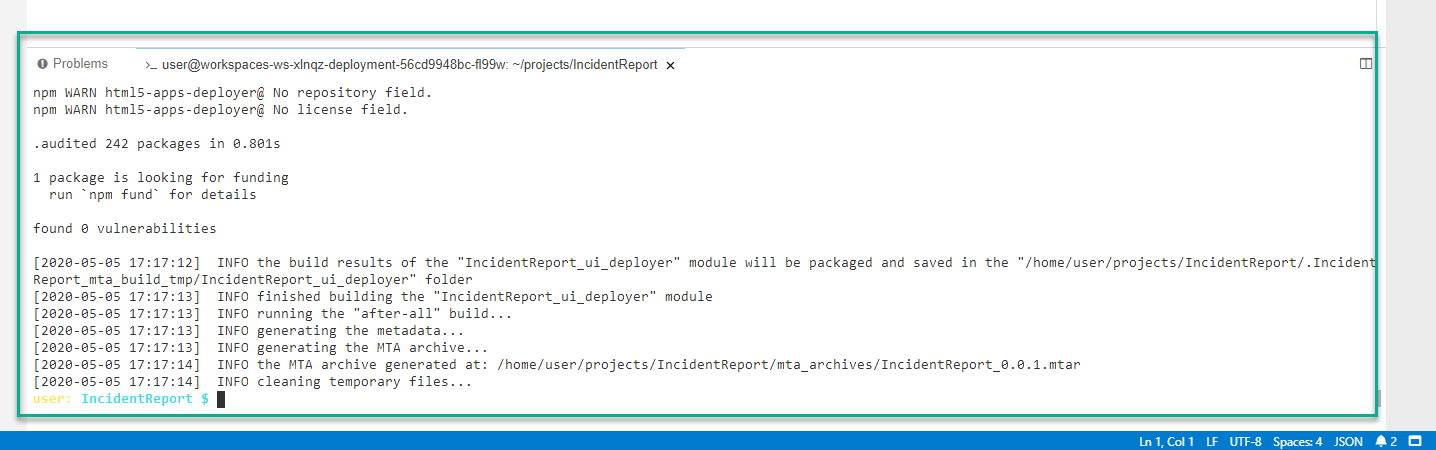 Problems
>_ user@workspaces-ws-xlnqz-deployment-56cd9948bc-fl99w: ~/projects/IncidentReport ×
npm WARN html5-apps-deployer@ No repository field.
npm WARN html5-apps-deployer@ No license field.
.audited 242 packages in 0.801s
1 package is looking for funding
run `npm fund` for details
found 0 vulnerabilities
[2020-05-05 17:17:12]  INFO the build results of the "IncidentReport_ui_deployer" module will be packaged and saved in the "/home/user/projects/IncidentReport/.Incident
Report_mta_build_tmp/IncidentReport_ui_deployer" folder
[2020-05-05 17:17:13]  INFO finished building the "IncidentReport_ui_deployer" module
[2020-05-05 17:17:13]  INFO running the "after-all" build...
[2020-05-05 17:17:13]  INFO generating the metadata...
[2020-05-05 17:17:13]  INFO generating the MTA archive...
[2020-05-05 17:17:14]  INFO the MTA archive generated at: /home/user/projects/IncidentReport/mta_archives/IncidentReport_0.0.1.mtar
[2020-05-05 17:17:14]  INFO cleaning temporary files...
user: IncidentReport $
Ln 1, Col 1 LF UTF-8 Spaces: 4 JSON 2